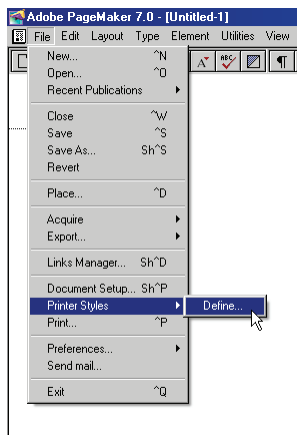 Adobe PageMaker 7.0 - [Untitled-1]
File Edit Layout Type Element Utilities View
New... ^N
Open... ^O
Recent Publications
Close ^W
Save ^S
Save As... Sh^S
Revert
Place... ^D
Acquire
Export...
Links Manager... Sh^D
Document Setup... Sh^P
Printer Styles Define...
Print... ^P
Preferences...
Send mail...
Exit ^Q